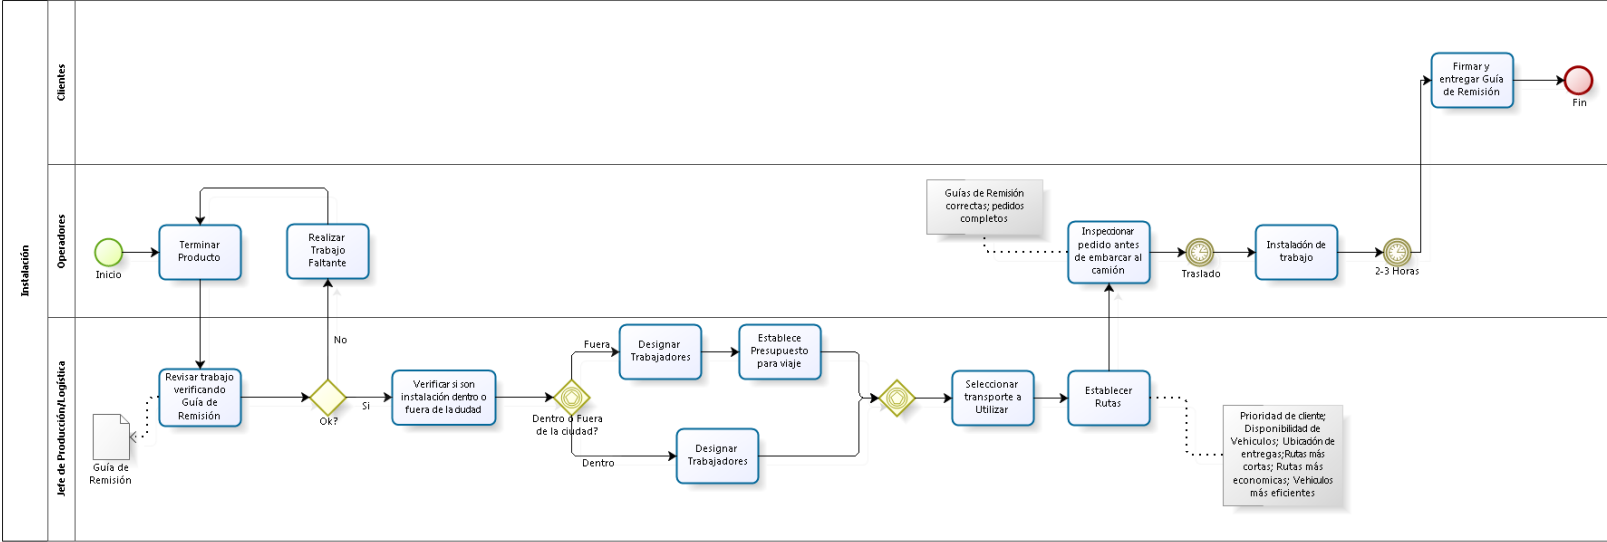 Instalación
Clientes
Firmar y
entregar Guía
de Remisión
Fin
Operadores
Inicio
Terminar
Producto
Realizar
Trabajo
Faltante
Guías de Remisión
correctas; pedidos
completos
Inspeccionar
pedido antes
de embarcar al
camión
Traslado
Instalación de
trabajo
2-3 Horas
Jefe de Producción/Logística
Guía de
Remisión
Revisar trabajo
verificando
Guía de
Remisión
Ok?
No
Si
Verificar si son
instalación dentro o
fuera de la ciudad
Dentro o Fuera
de la ciudad?
Fuera
Designar
Trabajadores
Establece
Presupuesto
para viaje
Dentro
Designar
Trabajadores
Seleccionar
transporte a
Utilizar
Establecer
Rutas
Prioridad de cliente;
Disponibilidad de
Vehiculos; Ubicación de
entregas;Rutas más
cortas; Rutas más
economicas; Vehiculos
más eficientes